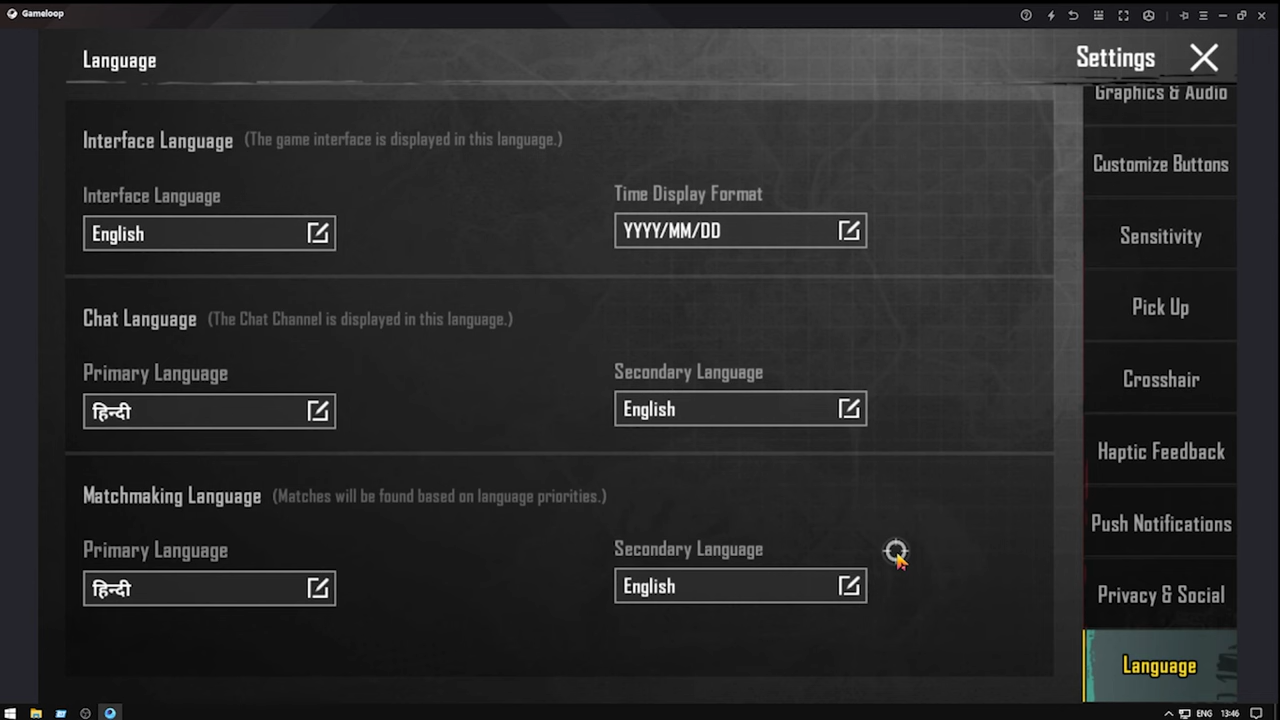 Gameloop
Language
Settings
Interface Language (The game interface is displayed in this language.)
Interface Language
Time Display Format
English
YYYY/MM/DD
Chat Language (The Chat Channel is displayed in this language.)
Primary Language
Secondary Language
हिन्दी
English
Matchmaking Language (Matches will be found based on language priorities.)
Primary Language
Secondary Language
हिन्दी
English
Graphics & Audio
Customize Buttons
Sensitivity
Pick Up
Crosshair
Haptic Feedback
Push Notifications
Privacy & Social
Language
ENG 13:46